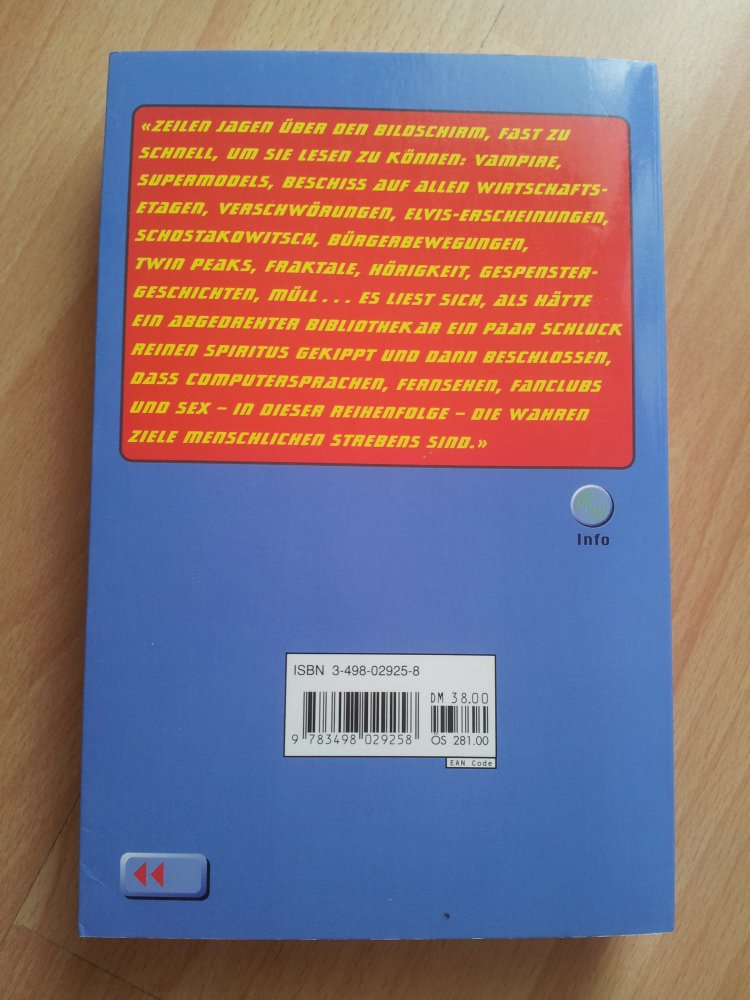 «ZEILEN JAGEN ÜBER DEN BILDSCHIRM, FAST ZU
SCHNELL, UM SIE LESEN ZU KÖNNEN: VAMPIRE,
SUPERMODELS, BESCHISS AUF ALLEN WIRTSCHAFTS-
ETAGEN, VERSCHWÖRUNGEN, ELVIS-ERSCHEINUNGEN,
SCHOSTAKOWITSCH, BÜRGERBEWEGUNGEN,
TWIN PEAKS, FRAKTALE, HÖRIGKEIT, GESPENSTER-
GESCHICHTEN, MÜLL... ES LIEST SICH, ALS HÄTTE
EIN ABGEDREHTER BIBLIOTHEKAR EIN PAAR SCHLUCK
REINEN SPIRITUS GEKIPPT UND DANN BESCHLOSSEN,
DASS COMPUTERSPRACHEN, FERNSEHEN, FANCLUBS
UND SEX – IN DIESER REIHENFOLGE – DIE WAHREN
ZIELE MENSCHLICHEN STREBENS SIND.»
Info
ISBN 3-498-02925-8
DM 38.00
9 783498 029258
ÖS 281.00
EAN Code